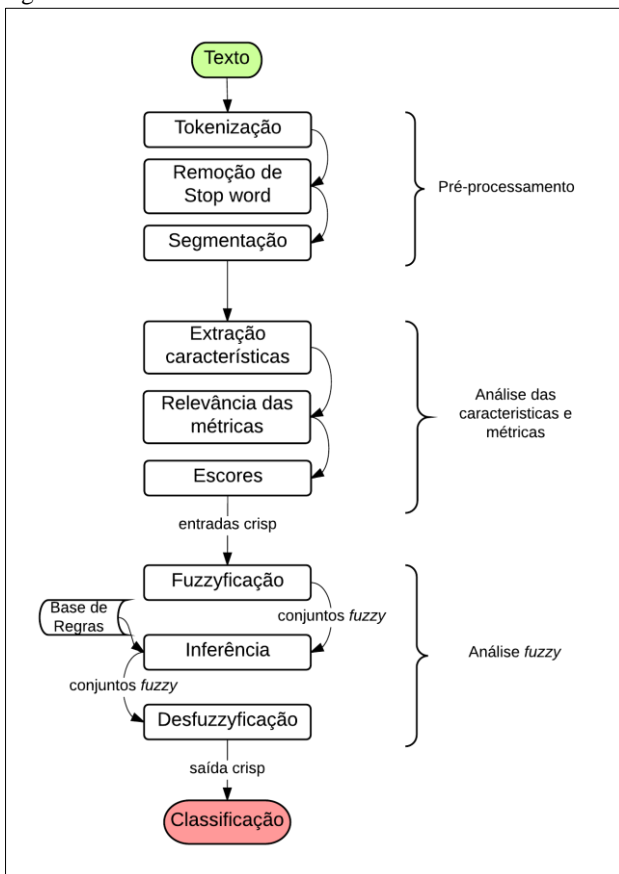 Texto
Tokenização
Remoção de
Stop word
Segmentação
Pré-processamento
Extração
característícas
Relevância das
métricas
Escores
Análise das
caracteristicas e
métricas
entradas crisp
Fuzzyficação
conjuntos fuzzy
Base de
Regras
Inferência
conjuntos fuzzy
Desfuzzyficação
Análise fuzzy
saída crisp
Classificação